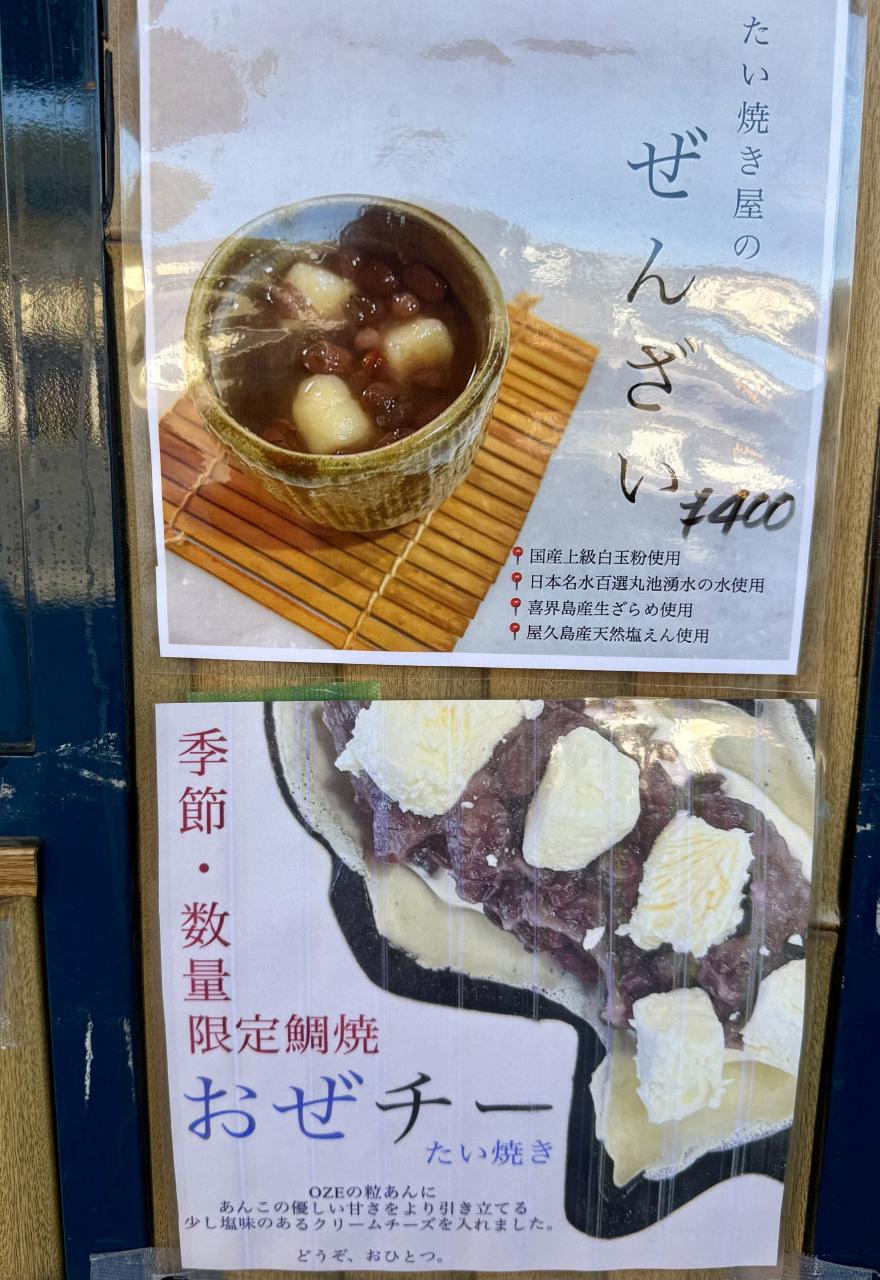 たい焼き屋の
ぜんざい
¥400
国産上級白玉粉使用
日本名水百選丸池湧水の水使用
喜界島産生ざらめ使用
屋久島産天然塩えん使用
季節・数量
限定鯛焼
おぜチー
たい焼き
OZEの粒あんに
あんこの優しい甘さをより引き立てる
少し塩味のあるクリームチーズを入れました。
どうぞ、おひとつ。